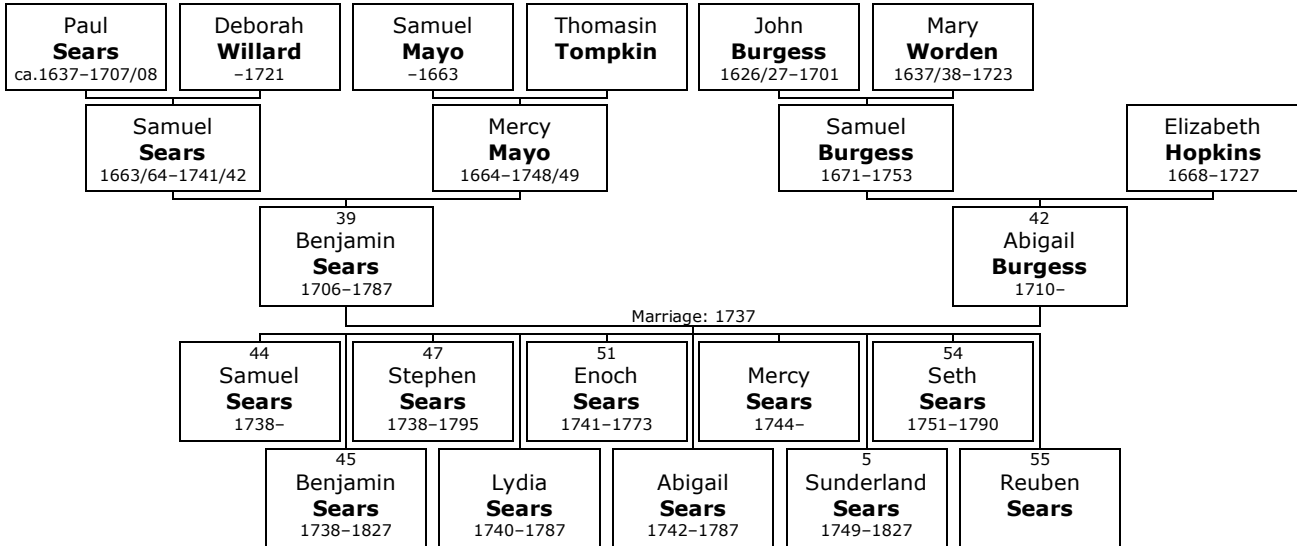 Paul
Sears
ca.1637–1707/08
Deborah
Willard
–1721
Samuel
Mayo
–1663
Thomasin
Tompkin
John
Burgess
1626/27–1701
Mary
Worden
1637/38–1723
Samuel
Sears
1663/64–1741/42
Mercy
Mayo
1664–1748/49
Samuel
Burgess
1671–1753
Elizabeth
Hopkins
1668–1727
39
Benjamin
Sears
1706–1787
42
Abigail
Burgess
1710–
Marriage: 1737
44
Samuel
Sears
1738–
47
Stephen
Sears
1738–1795
51
Enoch
Sears
1741–1773
Mercy
Sears
1744–
54
Seth
Sears
1751–1790
45
Benjamin
Sears
1738–1827
Lydia
Sears
1740–1787
Abigail
Sears
1742–1787
5
Sunderland
Sears
1749–1827
55
Reuben
Sears